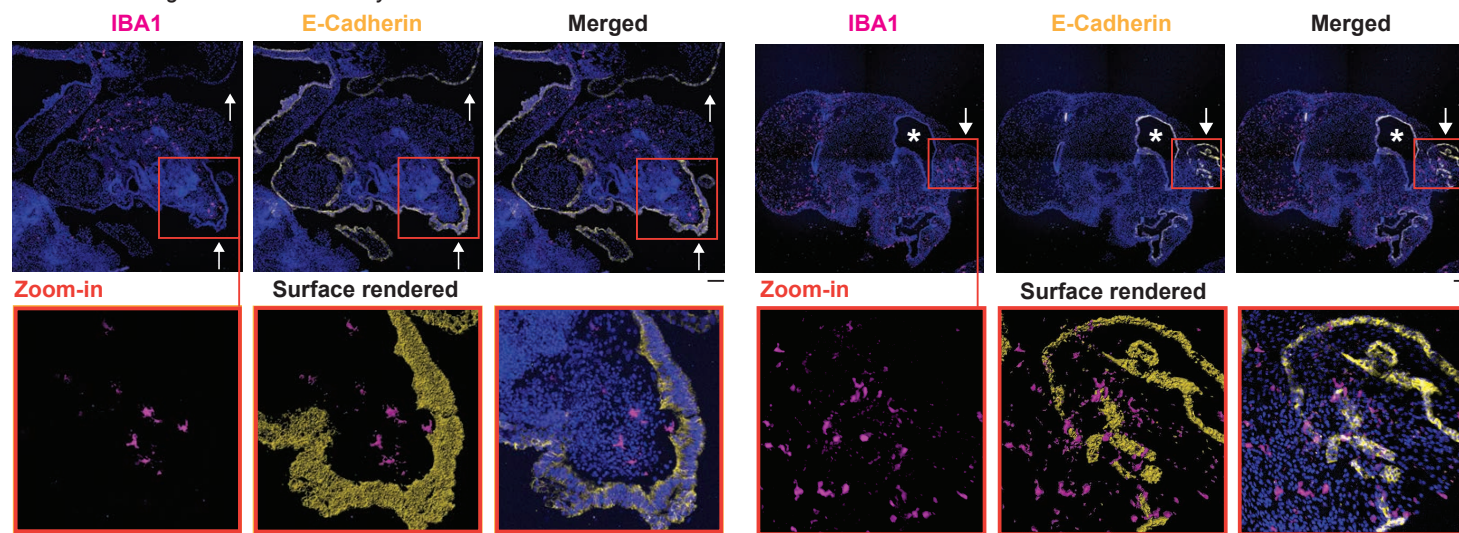 IBA1 E-Cadherin Merged IBA1 E-Cadherin Merged
* * *
Zoom-in Surface rendered Zoom-in Surface rendered